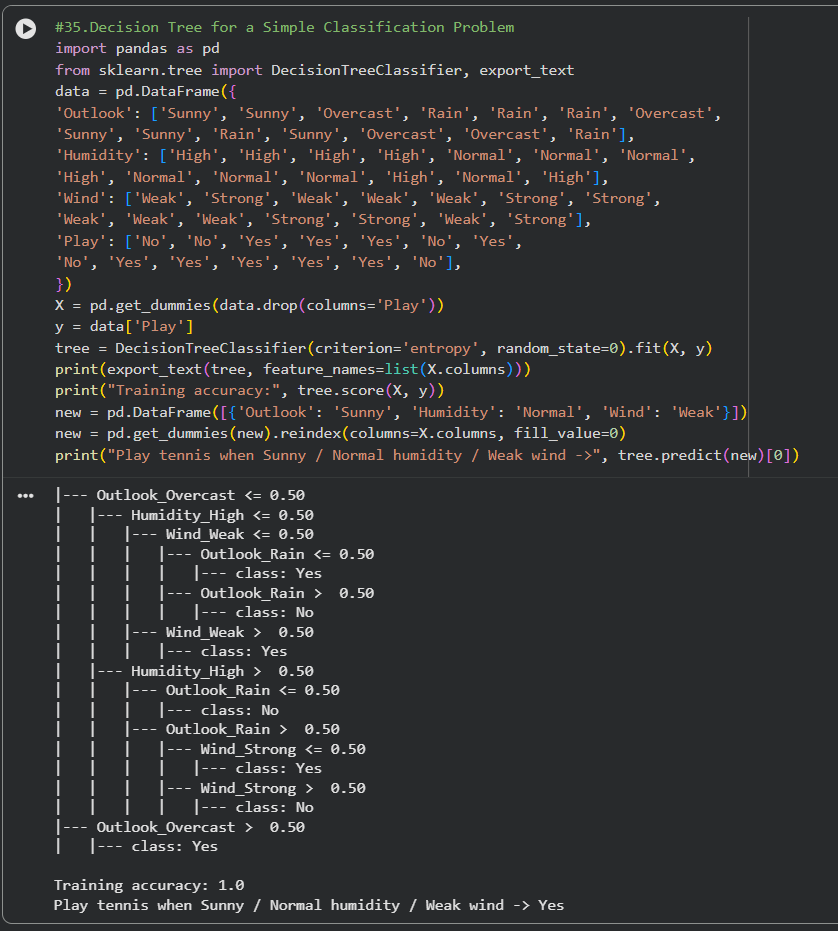 #35.Decision Tree for a Simple Classification Problem
import pandas as pd
from sklearn.tree import DecisionTreeClassifier, export_text
data = pd.DataFrame({
'Outlook': ['Sunny', 'Sunny', 'Overcast', 'Rain', 'Rain', 'Rain', 'Overcast',
'Sunny', 'Sunny', 'Rain', 'Sunny', 'Overcast', 'Overcast', 'Rain'],
'Humidity': ['High', 'High', 'High', 'High', 'Normal', 'Normal', 'Normal',
'High', 'Normal', 'Normal', 'Normal', 'High', 'Normal', 'High'],
'Wind': ['Weak', 'Strong', 'Weak', 'Weak', 'Weak', 'Strong', 'Strong',
'Weak', 'Weak', 'Weak', 'Strong', 'Strong', 'Weak', 'Strong'],
'Play': ['No', 'No', 'Yes', 'Yes', 'Yes', 'No', 'Yes',
'No', 'Yes', 'Yes', 'Yes', 'Yes', 'Yes', 'No'],
})
X = pd.get_dummies(data.drop(columns='Play'))
y = data['Play']
tree = DecisionTreeClassifier(criterion='entropy', random_state=0).fit(X, y)
print(export_text(tree, feature_names=list(X.columns)))
print("Training accuracy:", tree.score(X, y))
new = pd.DataFrame([{'Outlook': 'Sunny', 'Humidity': 'Normal', 'Wind': 'Weak'}])
new = pd.get_dummies(new).reindex(columns=X.columns, fill_value=0)
print("Play tennis when Sunny / Normal humidity / Weak wind ->", tree.predict(new)[0])
|--- Outlook_Overcast <= 0.50
|   |--- Humidity_High <= 0.50
|   |   |--- Wind_Weak <= 0.50
|   |   |   |--- Outlook_Rain <= 0.50
|   |   |   |   |--- class: Yes
|   |   |   |--- Outlook_Rain >  0.50
|   |   |   |   |--- class: No
|   |   |--- Wind_Weak >  0.50
|   |   |   |--- class: Yes
|   |--- Humidity_High >  0.50
|   |   |--- Outlook_Rain <= 0.50
|   |   |   |--- class: No
|   |   |--- Outlook_Rain >  0.50
|   |   |   |--- Wind_Strong <= 0.50
|   |   |   |   |--- class: Yes
|   |   |   |--- Wind_Strong >  0.50
|   |   |   |   |--- class: No
|--- Outlook_Overcast >  0.50
|   |--- class: Yes
Training accuracy: 1.0
Play tennis when Sunny / Normal humidity / Weak wind -> Yes